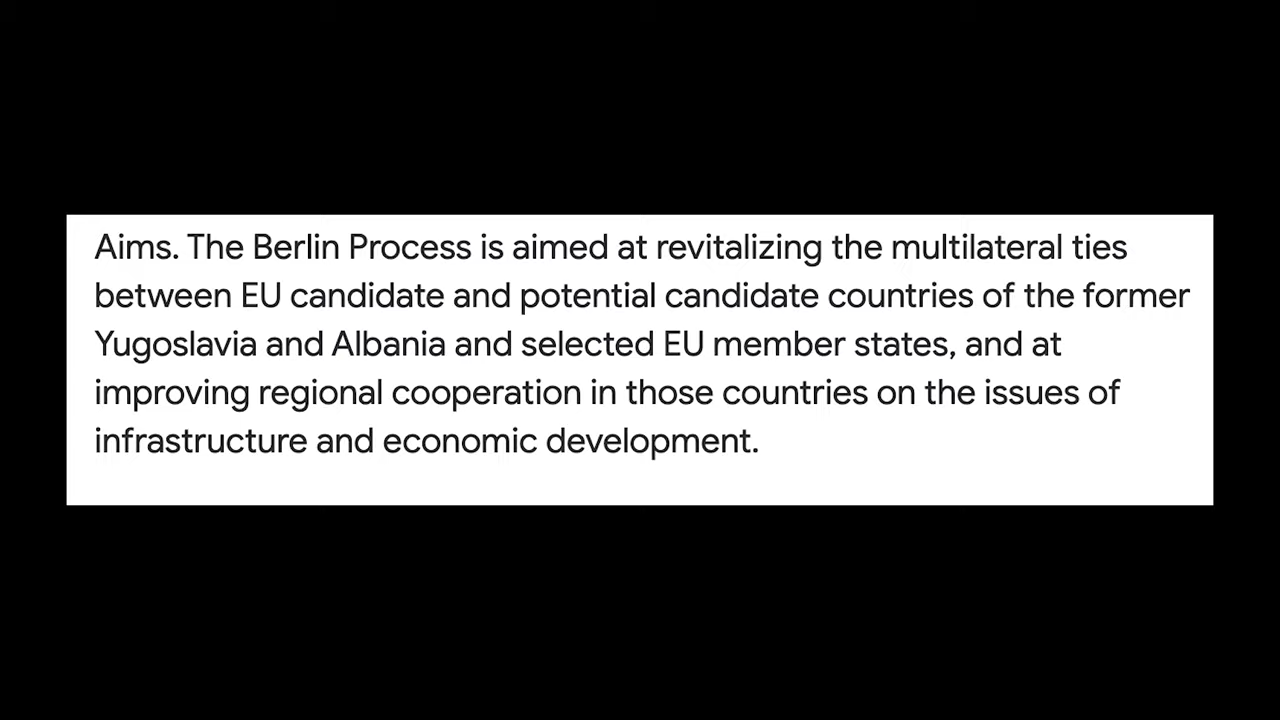 Aims. The Berlin Process is aimed at revitalizing the multilateral ties
between EU candidate and potential candidate countries of the former
Yugoslavia and Albania and selected EU member states, and at
improving regional cooperation in those countries on the issues of
infrastructure and economic development.